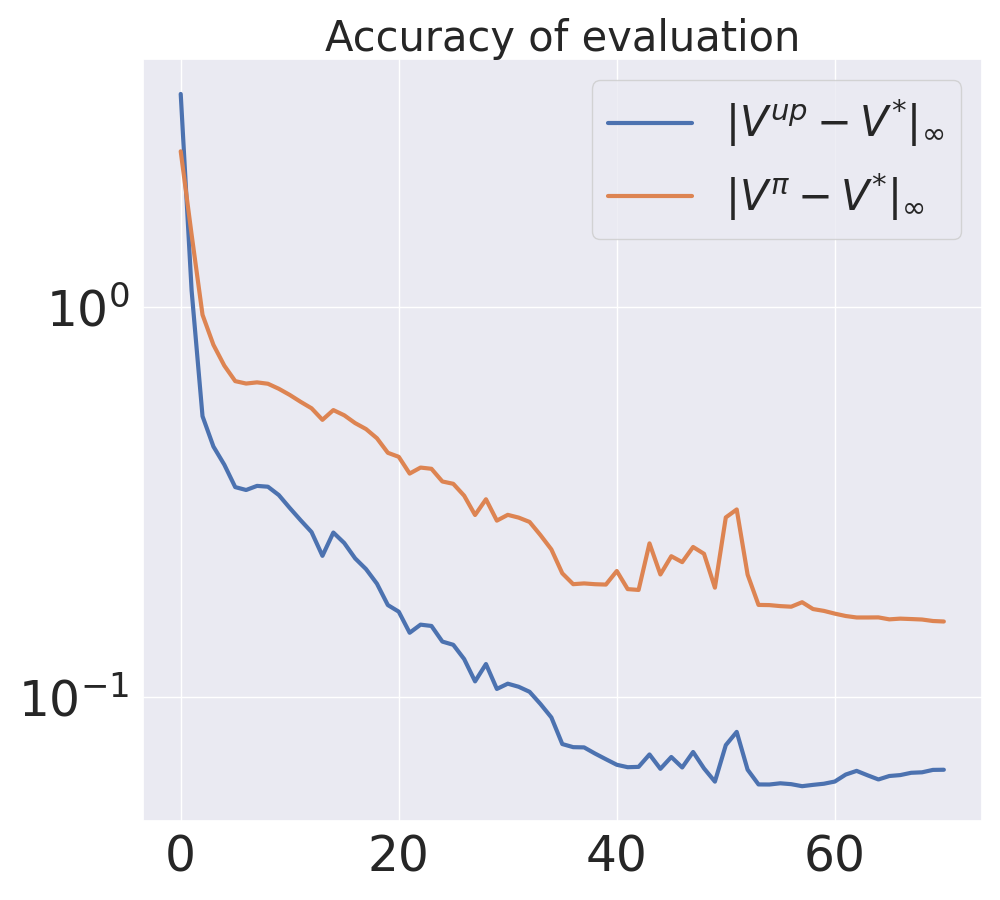 Accuracy of evaluation
|V^{up} − V^*|_∞
|V^π − V^*|_∞
10^0
10^{−1}
0 20 40 60